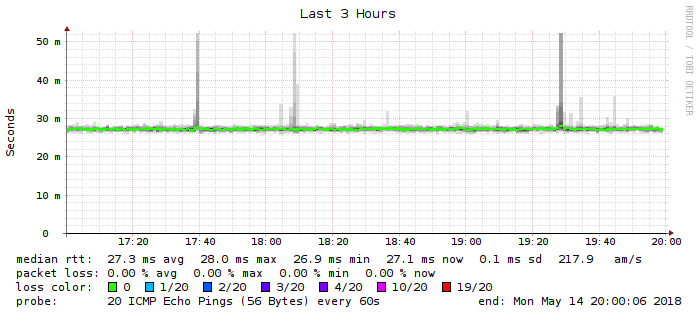 Last 3 Hours
RRDTOOL / TOBI OETIKER
Seconds
50 m
40 m
30 m
20 m
10 m
0
17:20 17:40 18:00 18:20 18:40 19:00 19:20 19:40 20:00
median rtt: 27.3 ms avg 28.0 ms max 26.9 ms min 27.1 ms now 0.1 ms sd 217.9 am/s
packet loss: 0.00 % avg 0.00 % max 0.00 % min 0.00 % now
loss color: 0 1/20 2/20 3/20 4/20 10/20 19/20
probe: 20 ICMP Echo Pings (56 Bytes) every 60s end: Mon May 14 20:00:06 2018